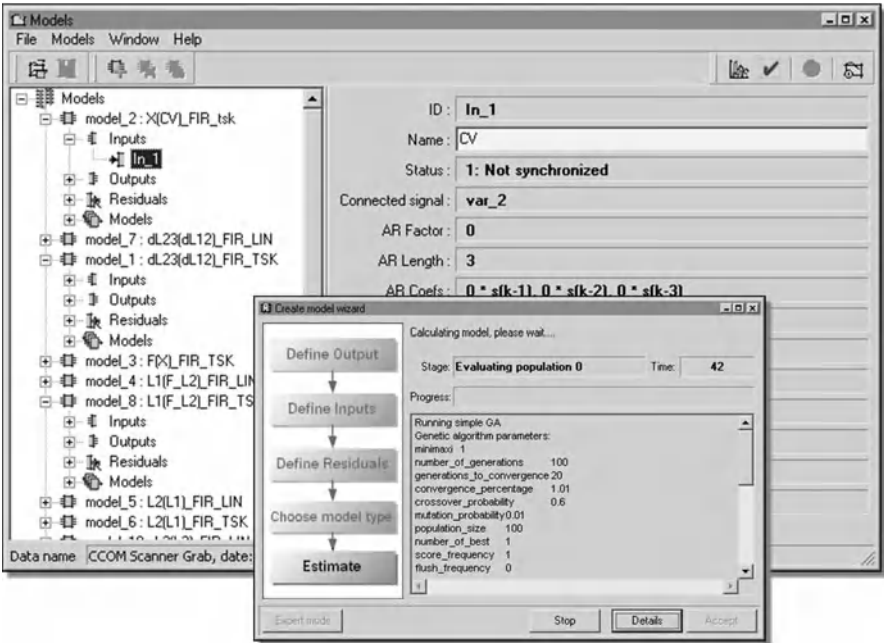 Models
File Models Window Help
Models
model_2 : X(CV)_FIR_tsk
Inputs
In_1
Outputs
Residuals
Models
model_7 : dL23(dL12)_FIR_LIN
model_1 : dL23(dL12)_FIR_TSK
Inputs
Outputs
Residuals
Models
model_3 : F(X)_FIR_TSK
model_4 : L1(F_L2)_FIR_LIN
model_8 : L1(F_L2)_FIR_TS
Inputs
Outputs
Residuals
Models
model_5 : L2(L1)_FIR_LIN
model_6 : L2(L1)_FIR_TSK
Data name CCOM Scanner Grab, date:
ID : In_1
Name : CV
Status : 1: Not synchronized
Connected signal : var_2
AR Factor : 0
AR Length : 3
AR Coefs : 0 * s(k-1), 0 * s(k-2), 0 * s(k-3)
Create model wizard
Define Output
Define Inputs
Define Residuals
Choose model type
Estimate
Calculating model, please wait....
Stage: Evaluating population 0 Time: 42
Progress:
Running simple GA
Genetic algorithm parameters:
minimaxi 1
number_of_generations 100
generations_to_convergence 20
convergence_percentage 1.01
crossover_probability 0.6
mutation_probability 0.01
population_size 100
number_of_best 1
score_frequency 1
flush_frequency 0
Expert mode Stop Details Accept